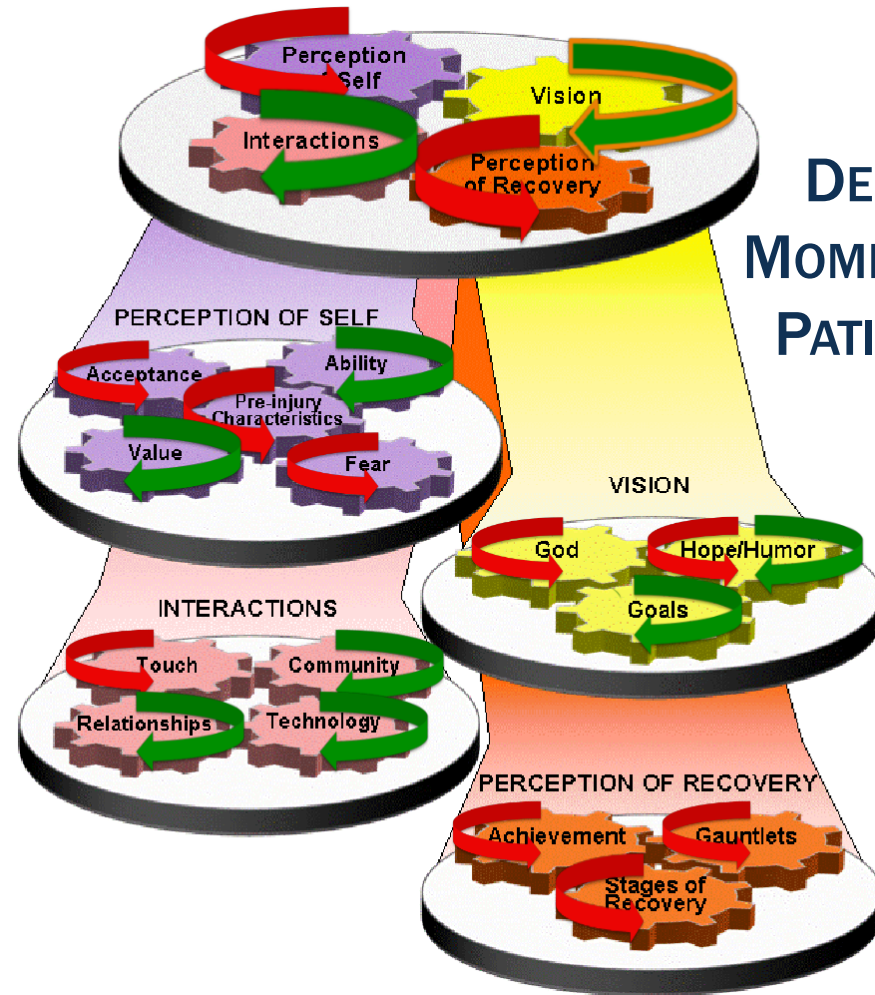 Perception
Self
Vision
Interactions
Perception
of Recovery
DE
MOM
PATI
PERCEPTION OF SELF
Ability
Acceptance
Pre-injury
Characteristics
Value
Fear
VISION
God
Hope/Humor
Goals
INTERACTIONS
Touch
Community
Relationships
Technology
PERCEPTION OF RECOVERY
Achievement
Gauntlets
Stages of
Recovery